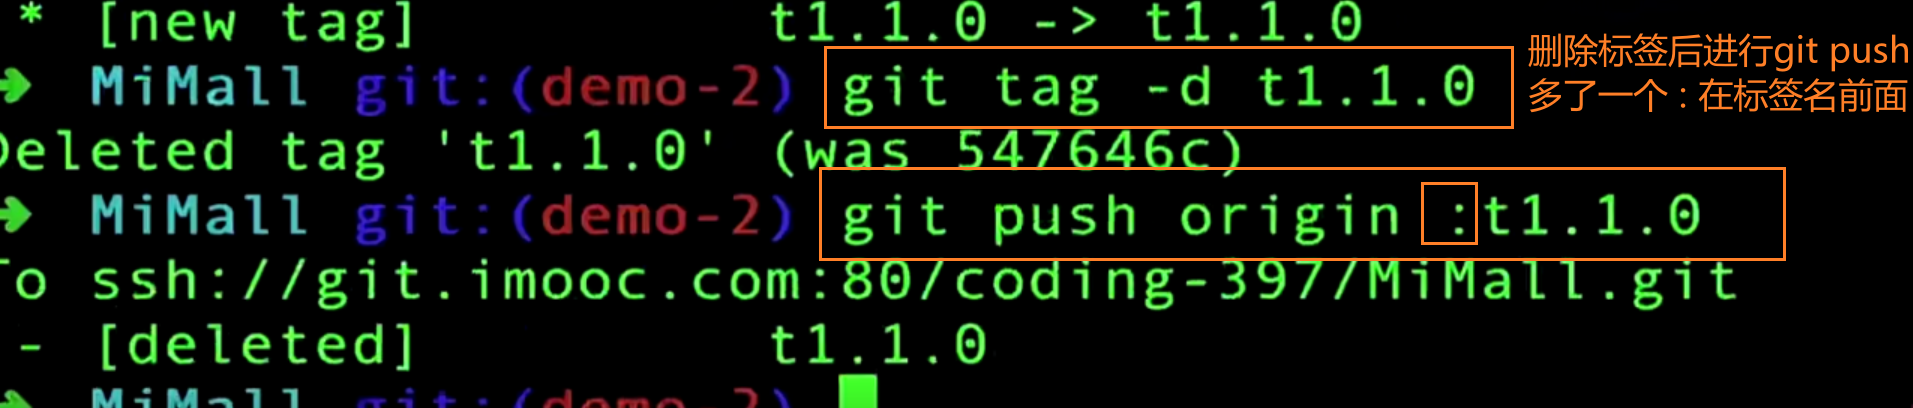 * [new tag] t1.1.0 -> t1.1.0
➜ MiMall git:(demo-2) git tag -d t1.1.0
删除标签后进行git push
多了一个 : 在标签名前面
Deleted tag 't1.1.0' (was 547646c)
➜ MiMall git:(demo-2) git push origin :t1.1.0
To ssh://git.imooc.com:80/coding-397/MiMall.git
- [deleted] t1.1.0
➜ MiMall git:(demo-2)